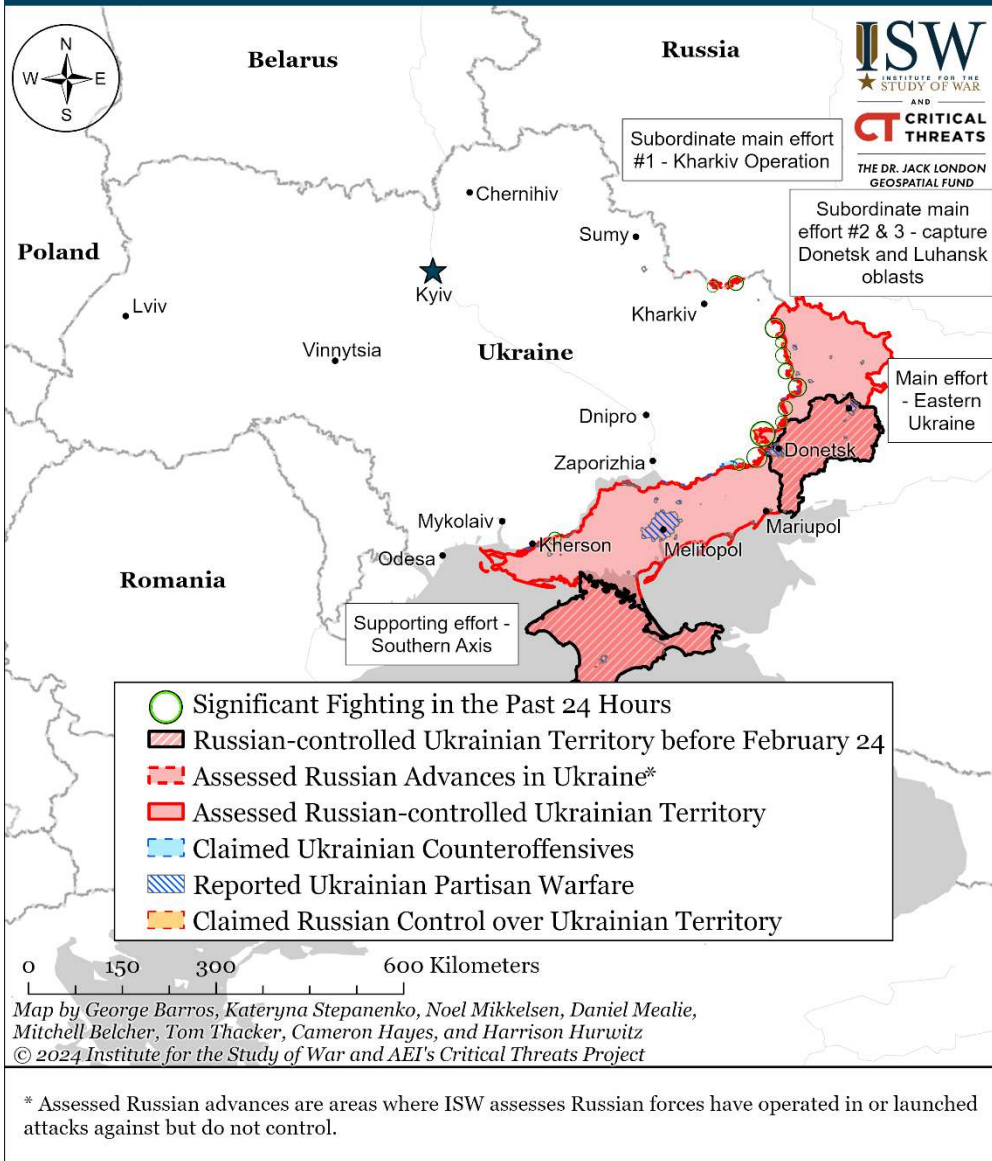 N
W
E
S
Belarus
Russia
ISW
INSTITUTE FOR THE
STUDY OF WAR
AND
CT CRITICAL
THREATS
THE DR. JACK LONDON
GEOSPATIAL FUND
Subordinate main effort
#1 - Kharkiv Operation
Subordinate main
effort #2 & 3 - capture
Donetsk and Luhansk
oblasts
Chernihiv
Sumy
Poland
Kyiv
Lviv
Kharkiv
Vinnytsia
Ukraine
Main effort
- Eastern
Ukraine
Dnipro
Donetsk
Zaporizhia
Mykolaiv
Mariupol
Kherson
Melitopol
Odesa
Romania
Supporting effort -
Southern Axis
Significant Fighting in the Past 24 Hours
Russian-controlled Ukrainian Territory before February 24
Assessed Russian Advances in Ukraine*
Assessed Russian-controlled Ukrainian Territory
Claimed Ukrainian Counteroffensives
Reported Ukrainian Partisan Warfare
Claimed Russian Control over Ukrainian Territory
0 150 300 600 Kilometers
Map by George Barros, Kateryna Stepanenko, Noel Mikkelsen, Daniel Mealie,
Mitchell Belcher, Tom Thacker, Cameron Hayes, and Harrison Hurwitz
© 2024 Institute for the Study of War and AEI's Critical Threats Project
* Assessed Russian advances are areas where ISW assesses Russian forces have operated in or launched
attacks against but do not control.